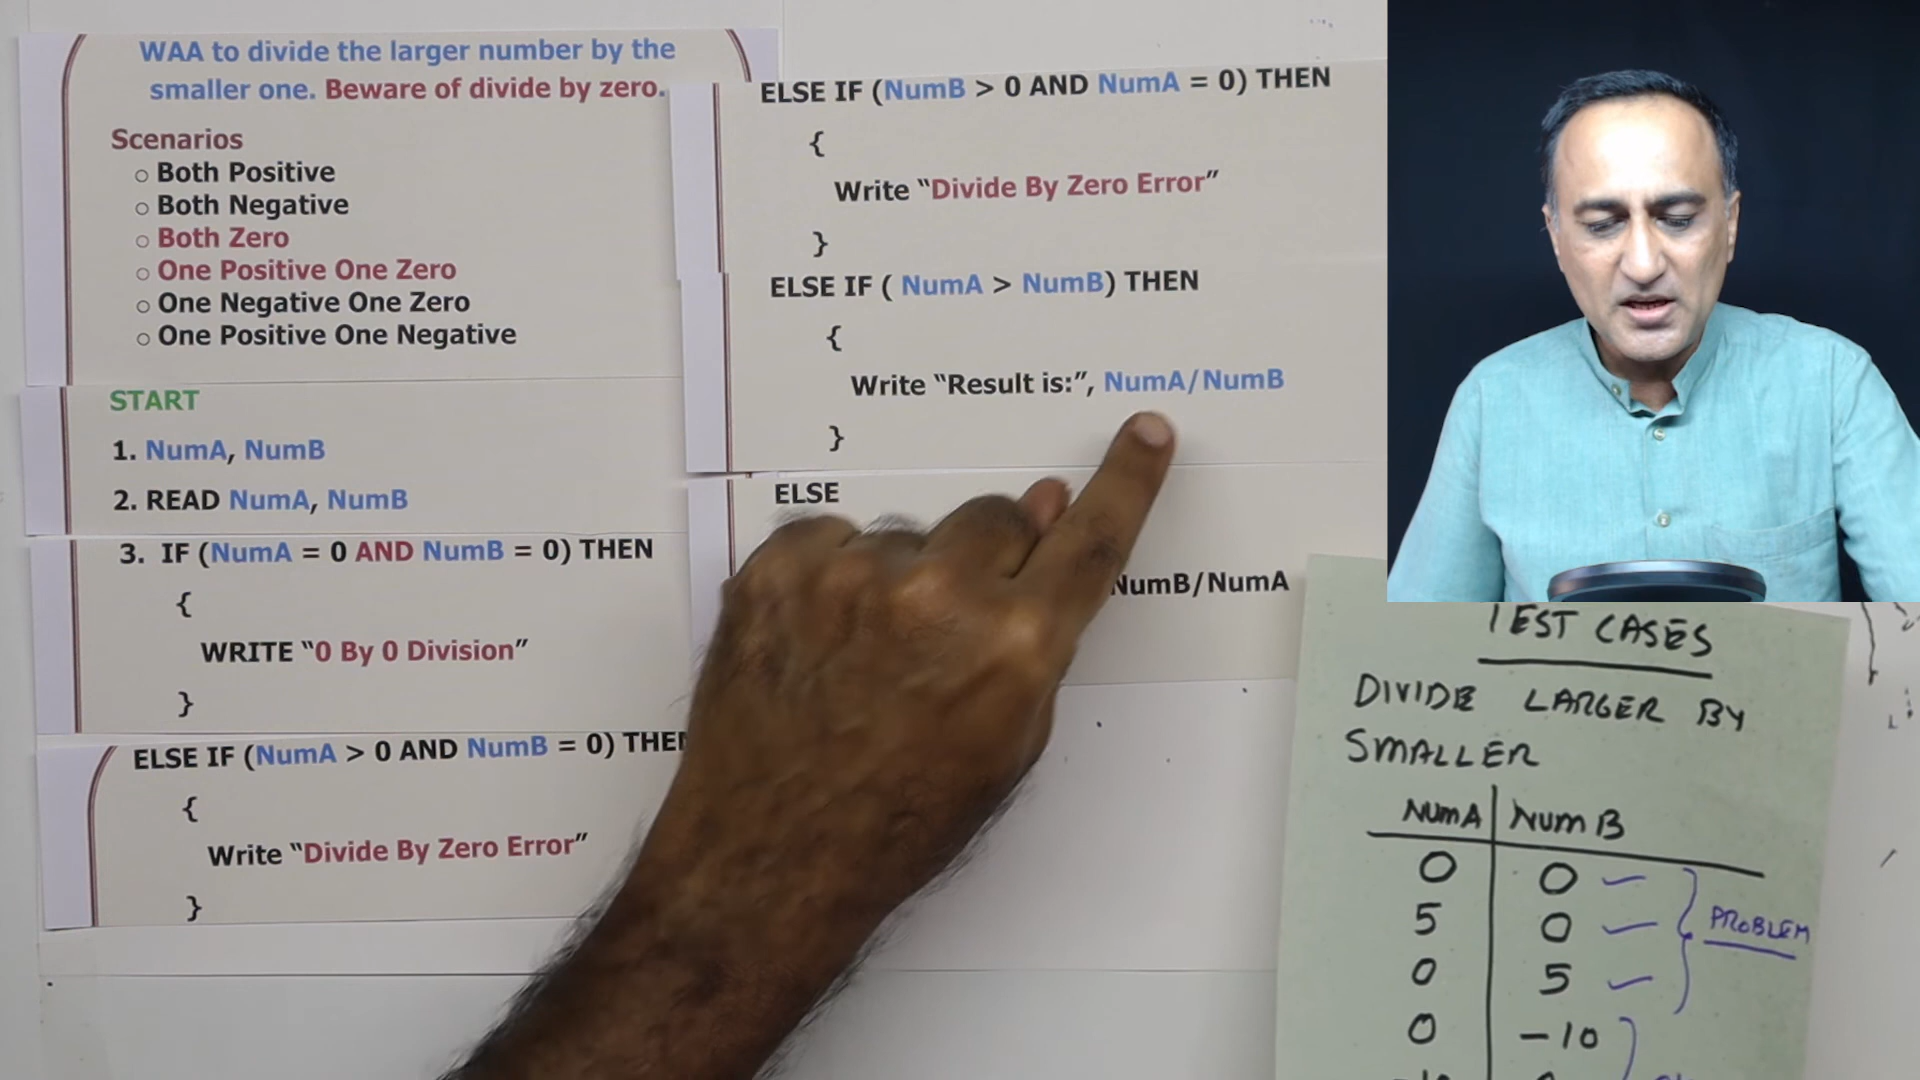 WAA to divide the larger number by the
smaller one. Beware of divide by zero.
Scenarios
○ Both Positive
○ Both Negative
○ Both Zero
○ One Positive One Zero
○ One Negative One Zero
○ One Positive One Negative
START
1. NumA, NumB
2. READ NumA, NumB
3. IF (NumA = 0 AND NumB = 0) THEN
{
WRITE “0 By 0 Division”
}
ELSE IF (NumA > 0 AND NumB = 0) THEN
{
Write “Divide By Zero Error”
}
ELSE IF (NumB > 0 AND NumA = 0) THEN
{
Write “Divide By Zero Error”
}
ELSE IF ( NumA > NumB) THEN
{
Write “Result is:”, NumA/NumB
}
ELSE
NumB/NumA
TEST CASES
DIVIDE LARGER BY
SMALLER
NUMA NUMB
0 0
5 0 PROBLEM
0 5
0 -10